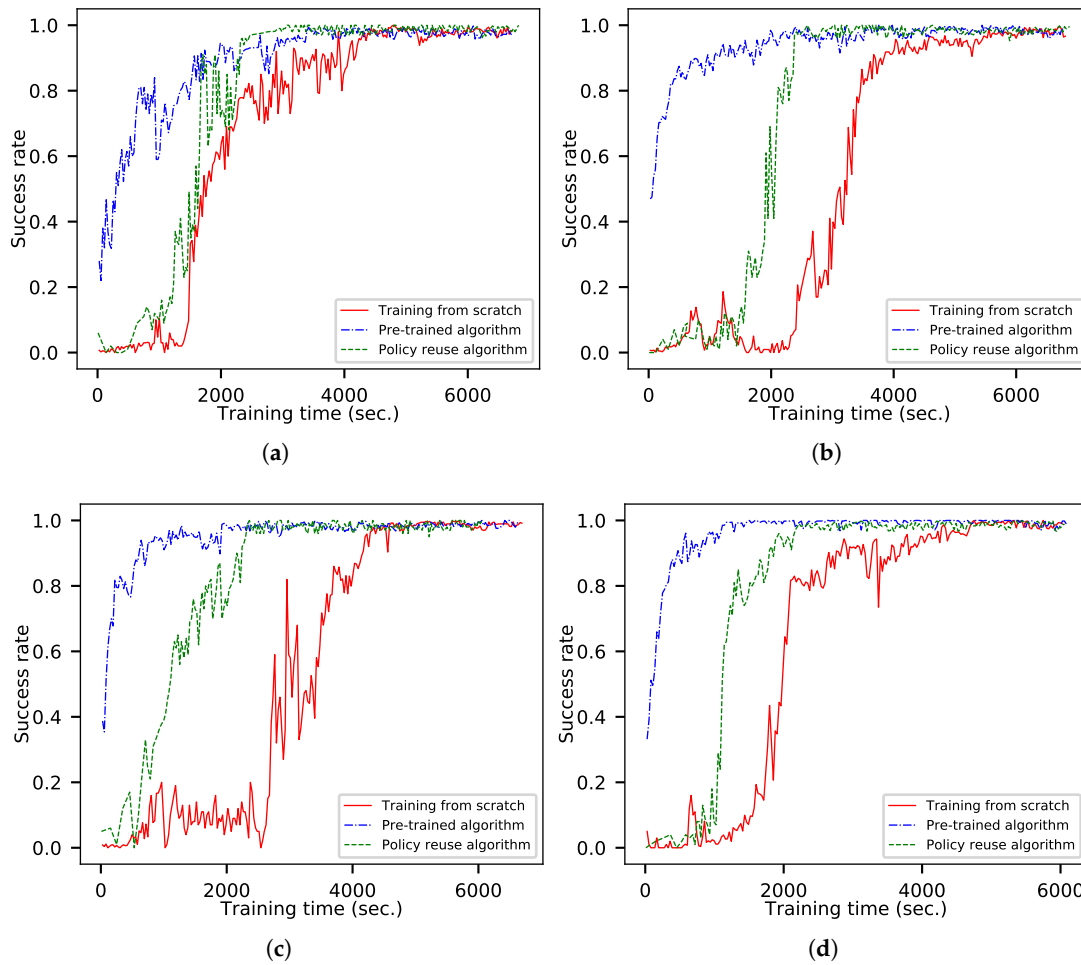 1.0
0.8
0.6
0.4
0.2
0.0
Success rate
0
2000
4000
6000
Training time (sec.)
Training from scratch
Pre-trained algorithm
Policy reuse algorithm
(a)
1.0
0.8
0.6
0.4
0.2
0.0
Success rate
0
2000
4000
6000
Training time (sec.)
Training from scratch
Pre-trained algorithm
Policy reuse algorithm
(b)
1.0
0.8
0.6
0.4
0.2
0.0
Success rate
0
2000
4000
6000
Training time (sec.)
Training from scratch
Pre-trained algorithm
Policy reuse algorithm
(c)
1.0
0.8
0.6
0.4
0.2
0.0
Success rate
0
2000
4000
6000
Training time (sec.)
Training from scratch
Pre-trained algorithm
Policy reuse algorithm
(d)